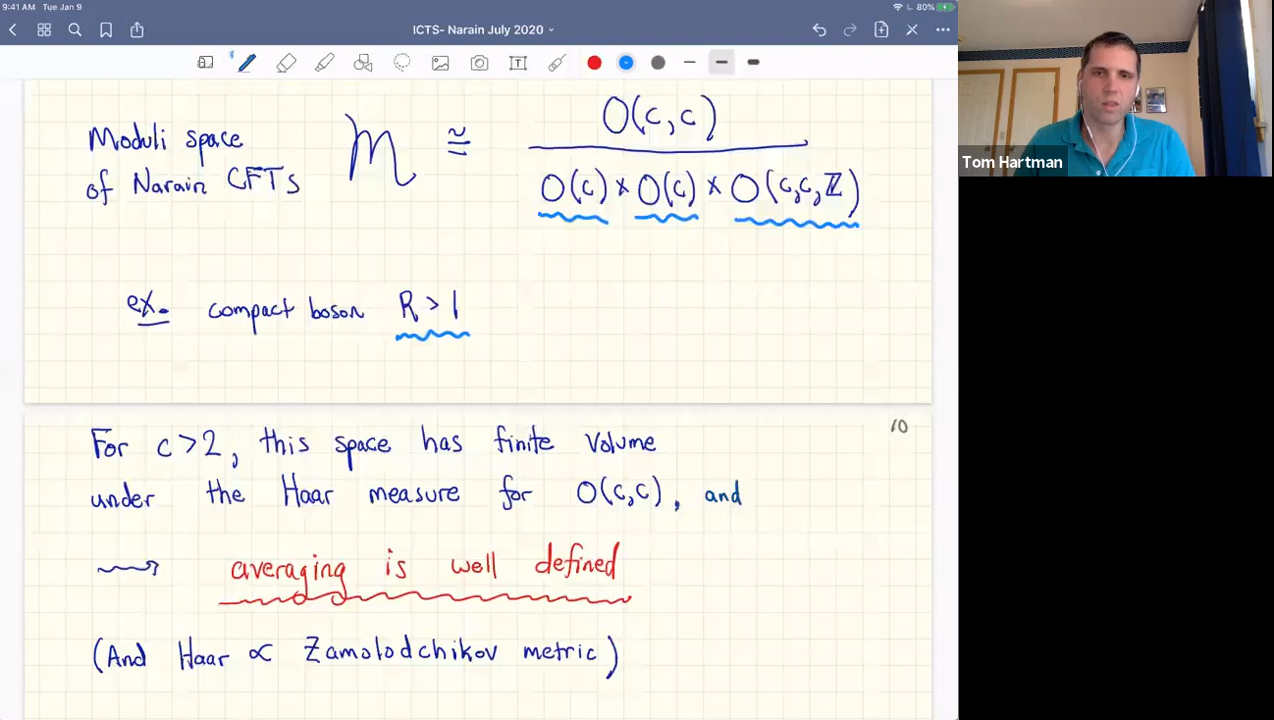 9:41 AM Tue Jan 9
80%
ICTS- Narain July 2020
Tom Hartman
Moduli space
of Narain CFTs
M ≅ O(c,c)
O(c) × O(c) × O(c,c,ℤ)
ex. compact boson R > 1
10
For c > 2, this space has finite volume
under the Haar measure for O(c,c), and
averaging is well defined
(And Haar ∝ Zamolodchikov metric)